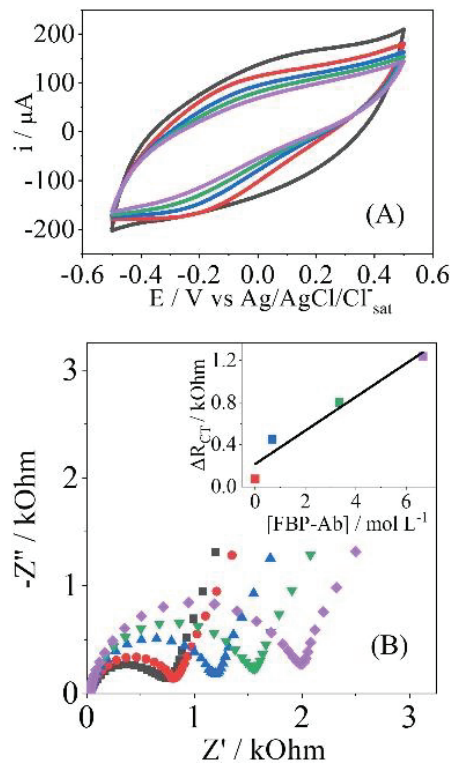 200
100
0
-100
-200
i / µA
(A)
-0.6 -0.4 -0.2 0.0 0.2 0.4 0.6
E / V vs Ag/AgCl/Cl⁻sat
3
2
1
0
-Z'' / kOhm
1.2
0.8
0.4
0.0
ΔR_CT / kOhm
0 2 4 6
[FBP-Ab] / mol L⁻¹
(B)
0 1 2 3
Z' / kOhm